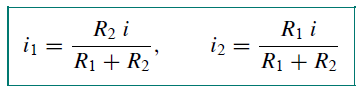 i₁ = R₂ i / (R₁ + R₂), i₂ = R₁ i / (R₁ + R₂)